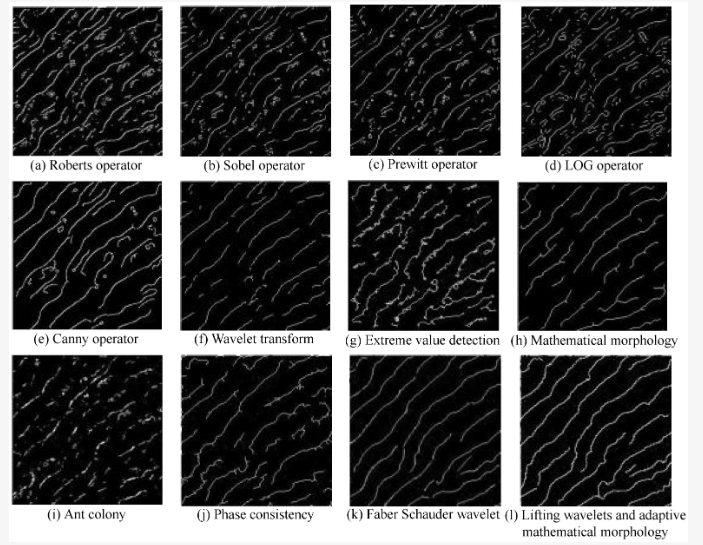 (a) Roberts operator
(b) Sobel operator
(c) Prewitt operator
(d) LOG operator
(e) Canny operator
(f) Wavelet transform
(g) Extreme value detection
(h) Mathematical morphology
(i) Ant colony
(j) Phase consistency
(k) Faber Schauder wavelet
(l) Lifting wavelets and adaptive
mathematical morphology